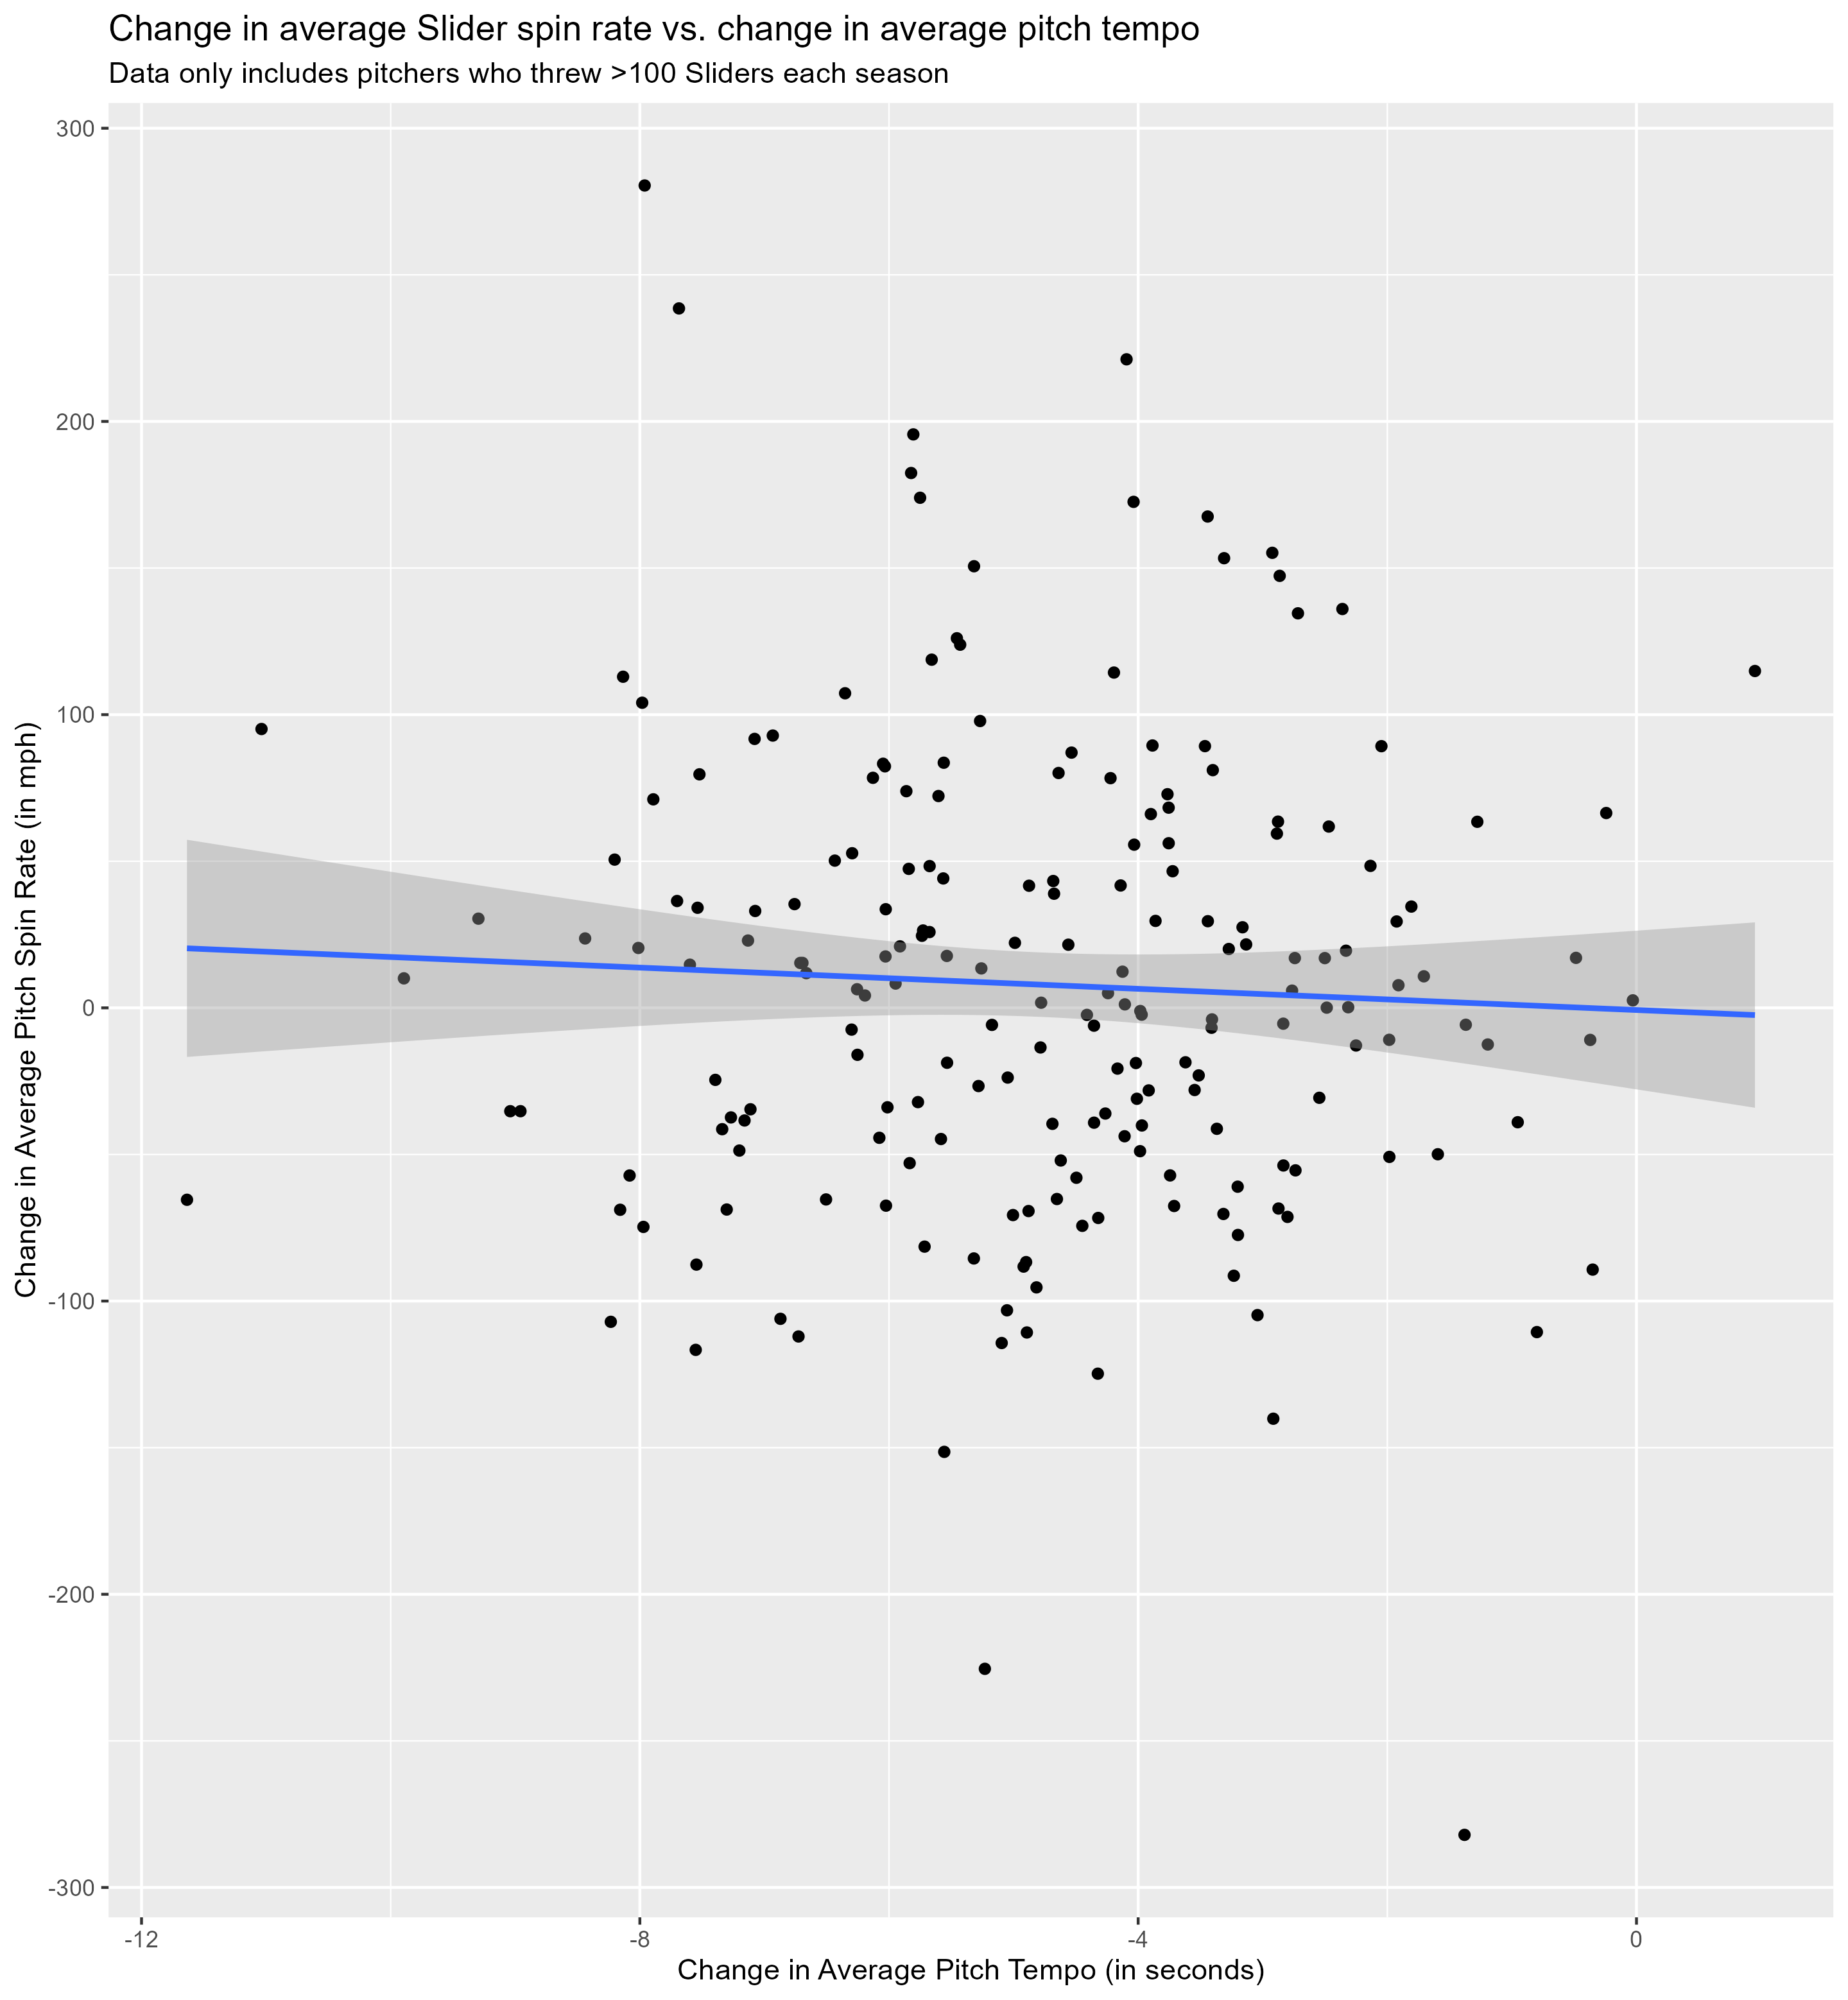 Change in average Slider spin rate vs. change in average pitch tempo
Data only includes pitchers who threw >100 Sliders each season
Change in Average Pitch Spin Rate (in mph)
300
200
100
0
-100
-200
-300
-12
-8
-4
0
Change in Average Pitch Tempo (in seconds)